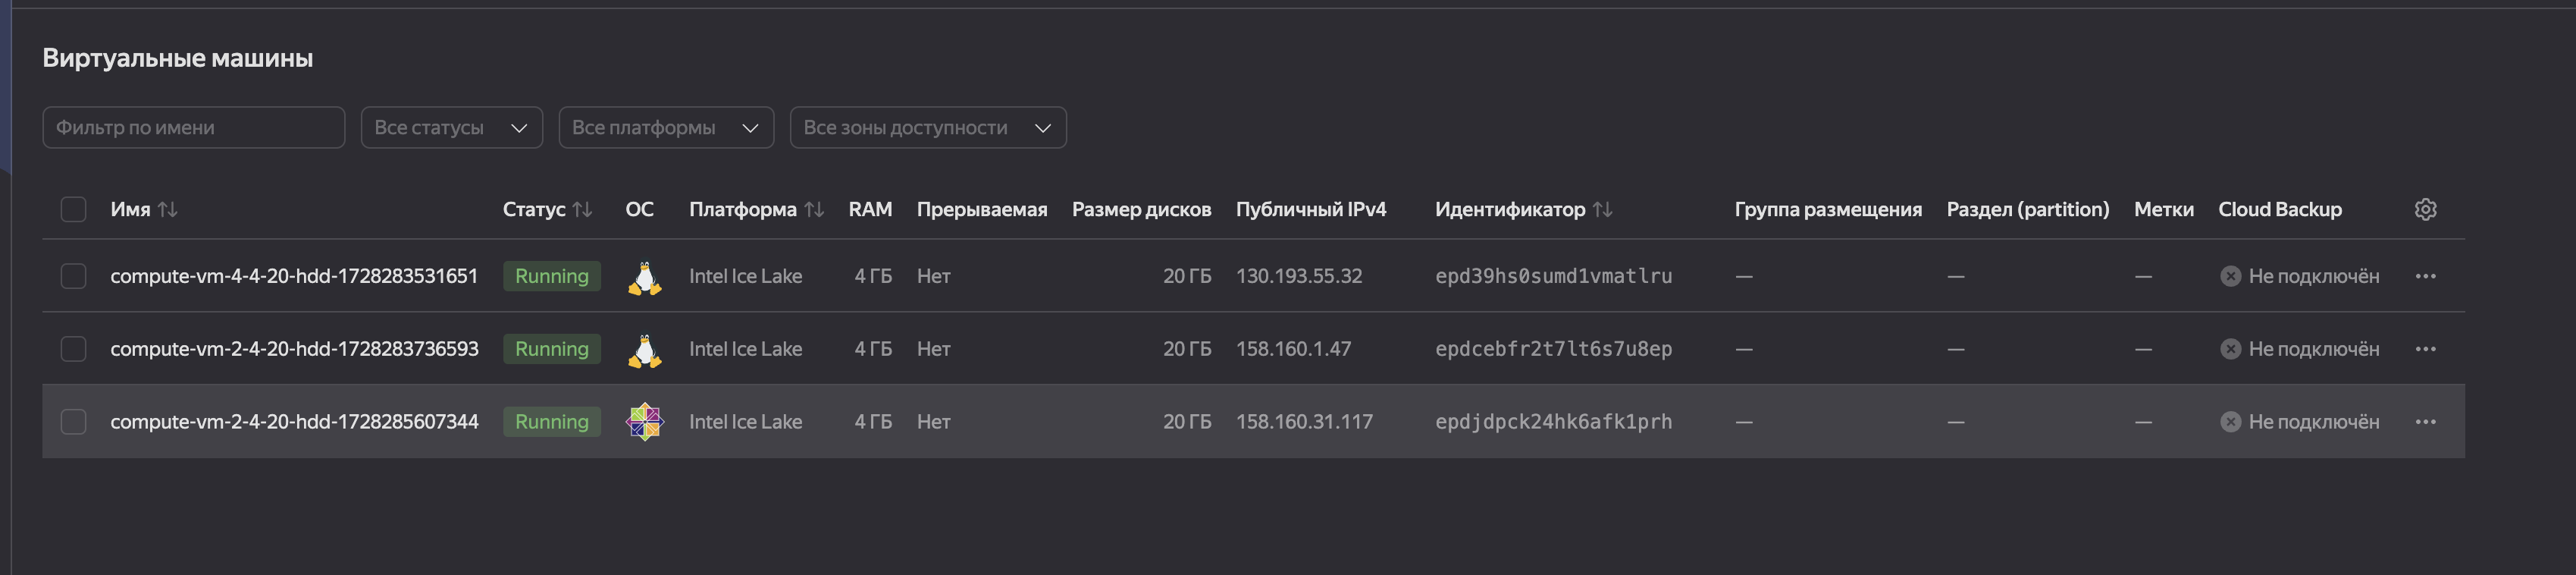 Виртуальные машины
Фильтр по имени Все статусы Все платформы Все зоны доступности
Имя Статус ОС Платформа RAM Прерываемая Размер дисков Публичный IPv4 Идентификатор Группа размещения Раздел (partition) Метки Cloud Backup
compute-vm-4-4-20-hdd-1728283531651 Running Intel Ice Lake 4 ГБ Нет 20 ГБ 130.193.55.32 epd39hs0sumd1vmatlru — — — Не подключён
compute-vm-2-4-20-hdd-1728283736593 Running Intel Ice Lake 4 ГБ Нет 20 ГБ 158.160.1.47 epdcebfr2t7lt6s7u8ep — — — Не подключён
compute-vm-2-4-20-hdd-1728285607344 Running Intel Ice Lake 4 ГБ Нет 20 ГБ 158.160.31.117 epdjdpck24hk6afk1prh — — — Не подключён